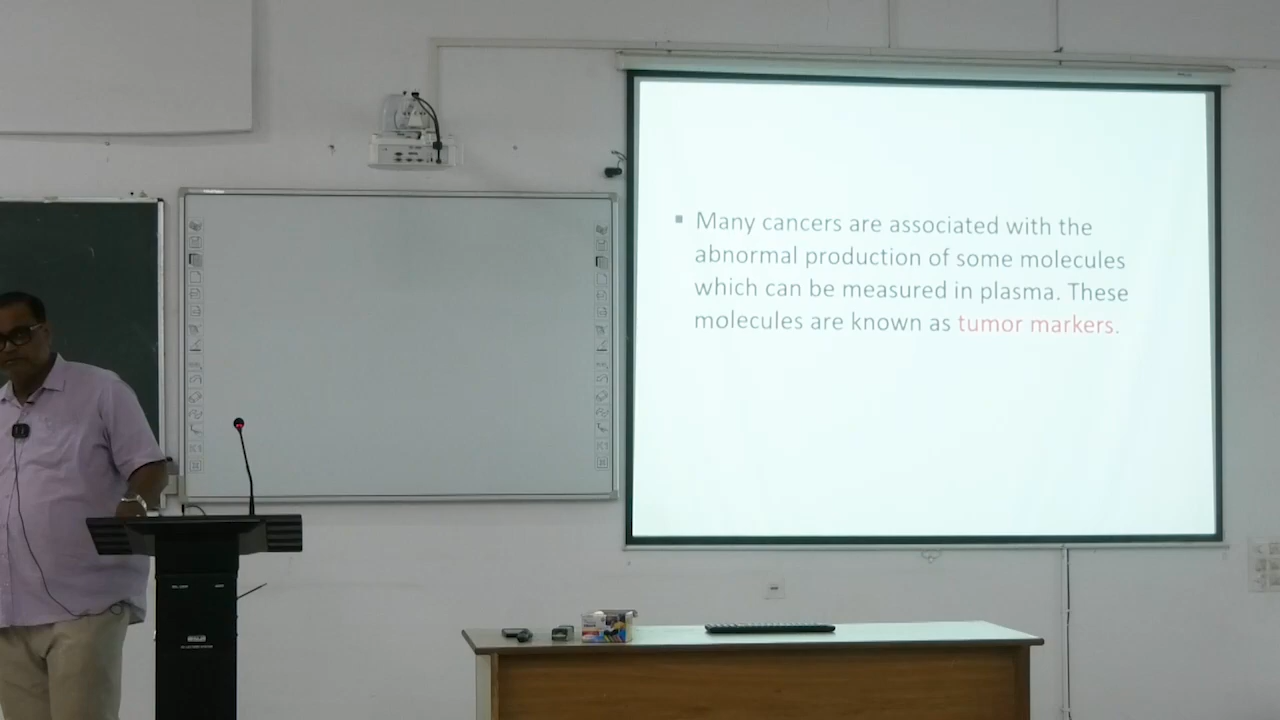 ▪ Many cancers are associated with the
abnormal production of some molecules
which can be measured in plasma. These
molecules are known as tumor markers.